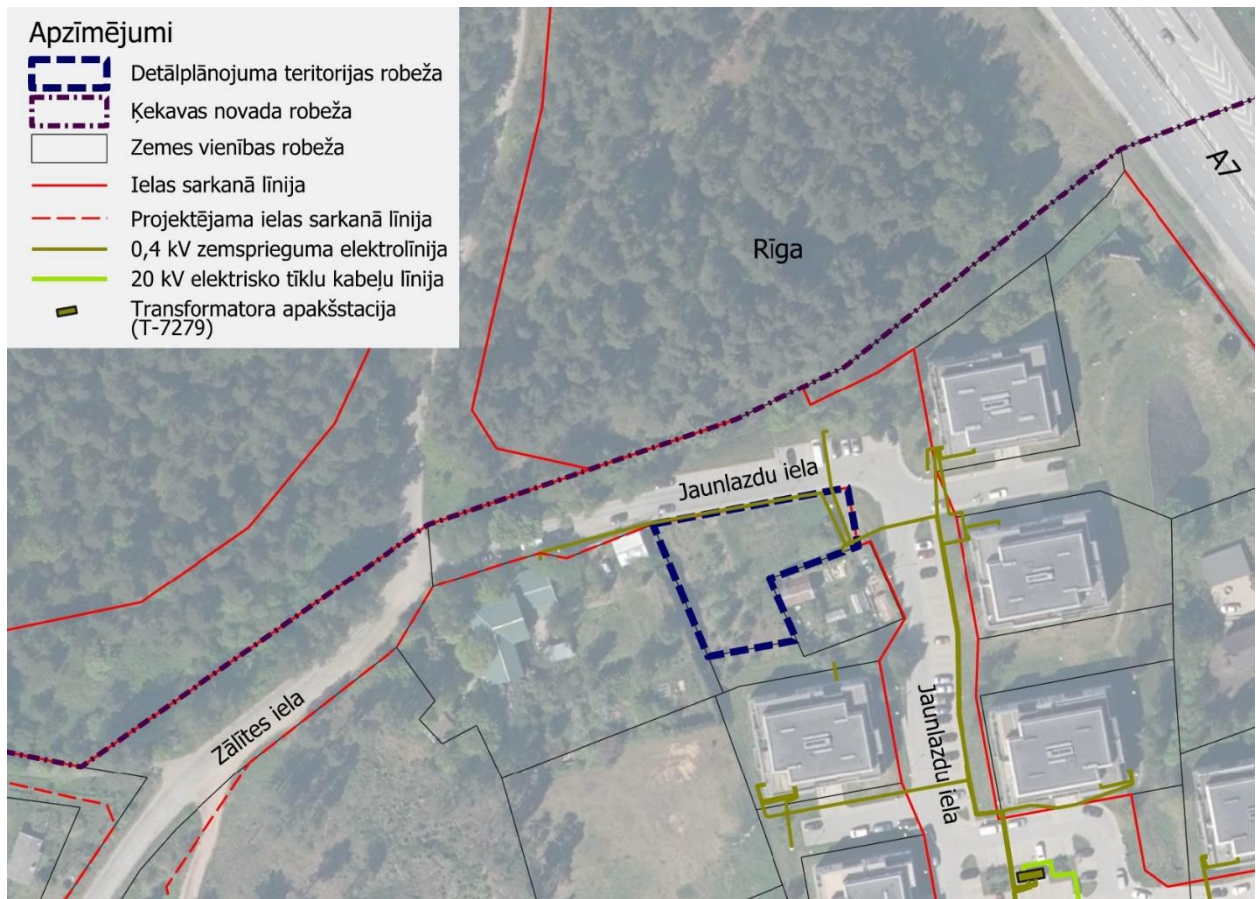 Apzīmējumi
Detālplānojuma teritorijas robeža
Ķekavas novada robeža
Zemes vienības robeža
Ielas sarkanā līnija
Projektējama ielas sarkanā līnija
0,4 kV zemsprieguma elektrolīnija
20 kV elektrisko tīklu kabeļu līnija
Transformatora apakšstacija
(T-7279)
A7
Rīga
Jaunlazdu iela
Zālītes iela
Jaunlazdu iela